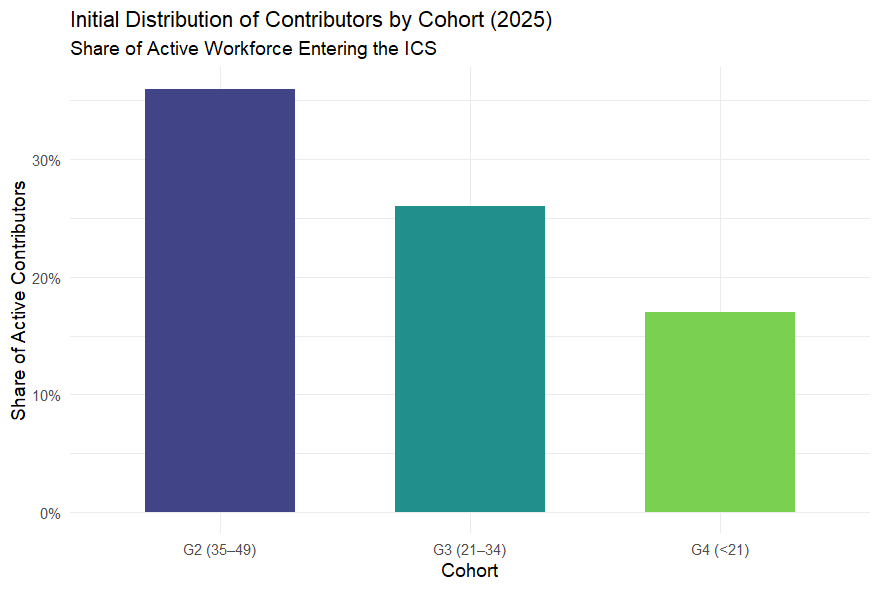 Initial Distribution of Contributors by Cohort (2025)
Share of Active Workforce Entering the ICS
Share of Active Contributors
30%
20%
10%
0%
G2 (35–49)
G3 (21–34)
G4 (<21)
Cohort